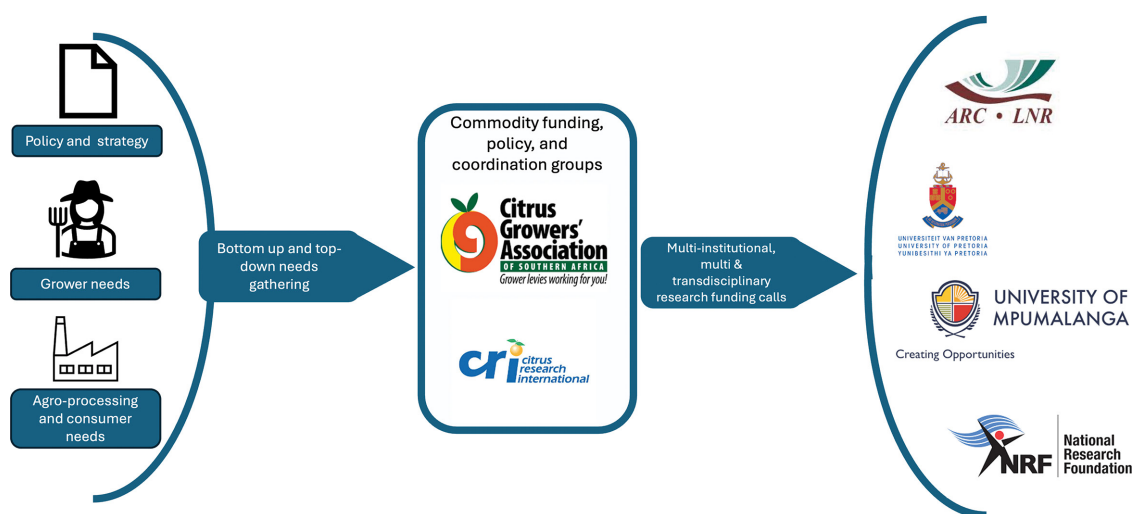 Policy and strategy
Grower needs
Agro-processing
and consumer
needs
Bottom up and top-
down needs
gathering
Commodity funding,
policy, and
coordination groups
Citrus
Growers'
Association
OF SOUTHERN AFRICA
Grower levies working for you!
cri citrus
research
international
Multi-institutional,
multi &
transdisciplinary
research funding calls
ARC • LNR
UNIVERSITEIT VAN PRETORIA
UNIVERSITY OF PRETORIA
YUNIBESITHI YA PRETORIA
UNIVERSITY OF
MPUMALANGA
Creating Opportunities
NRF
National
Research
Foundation